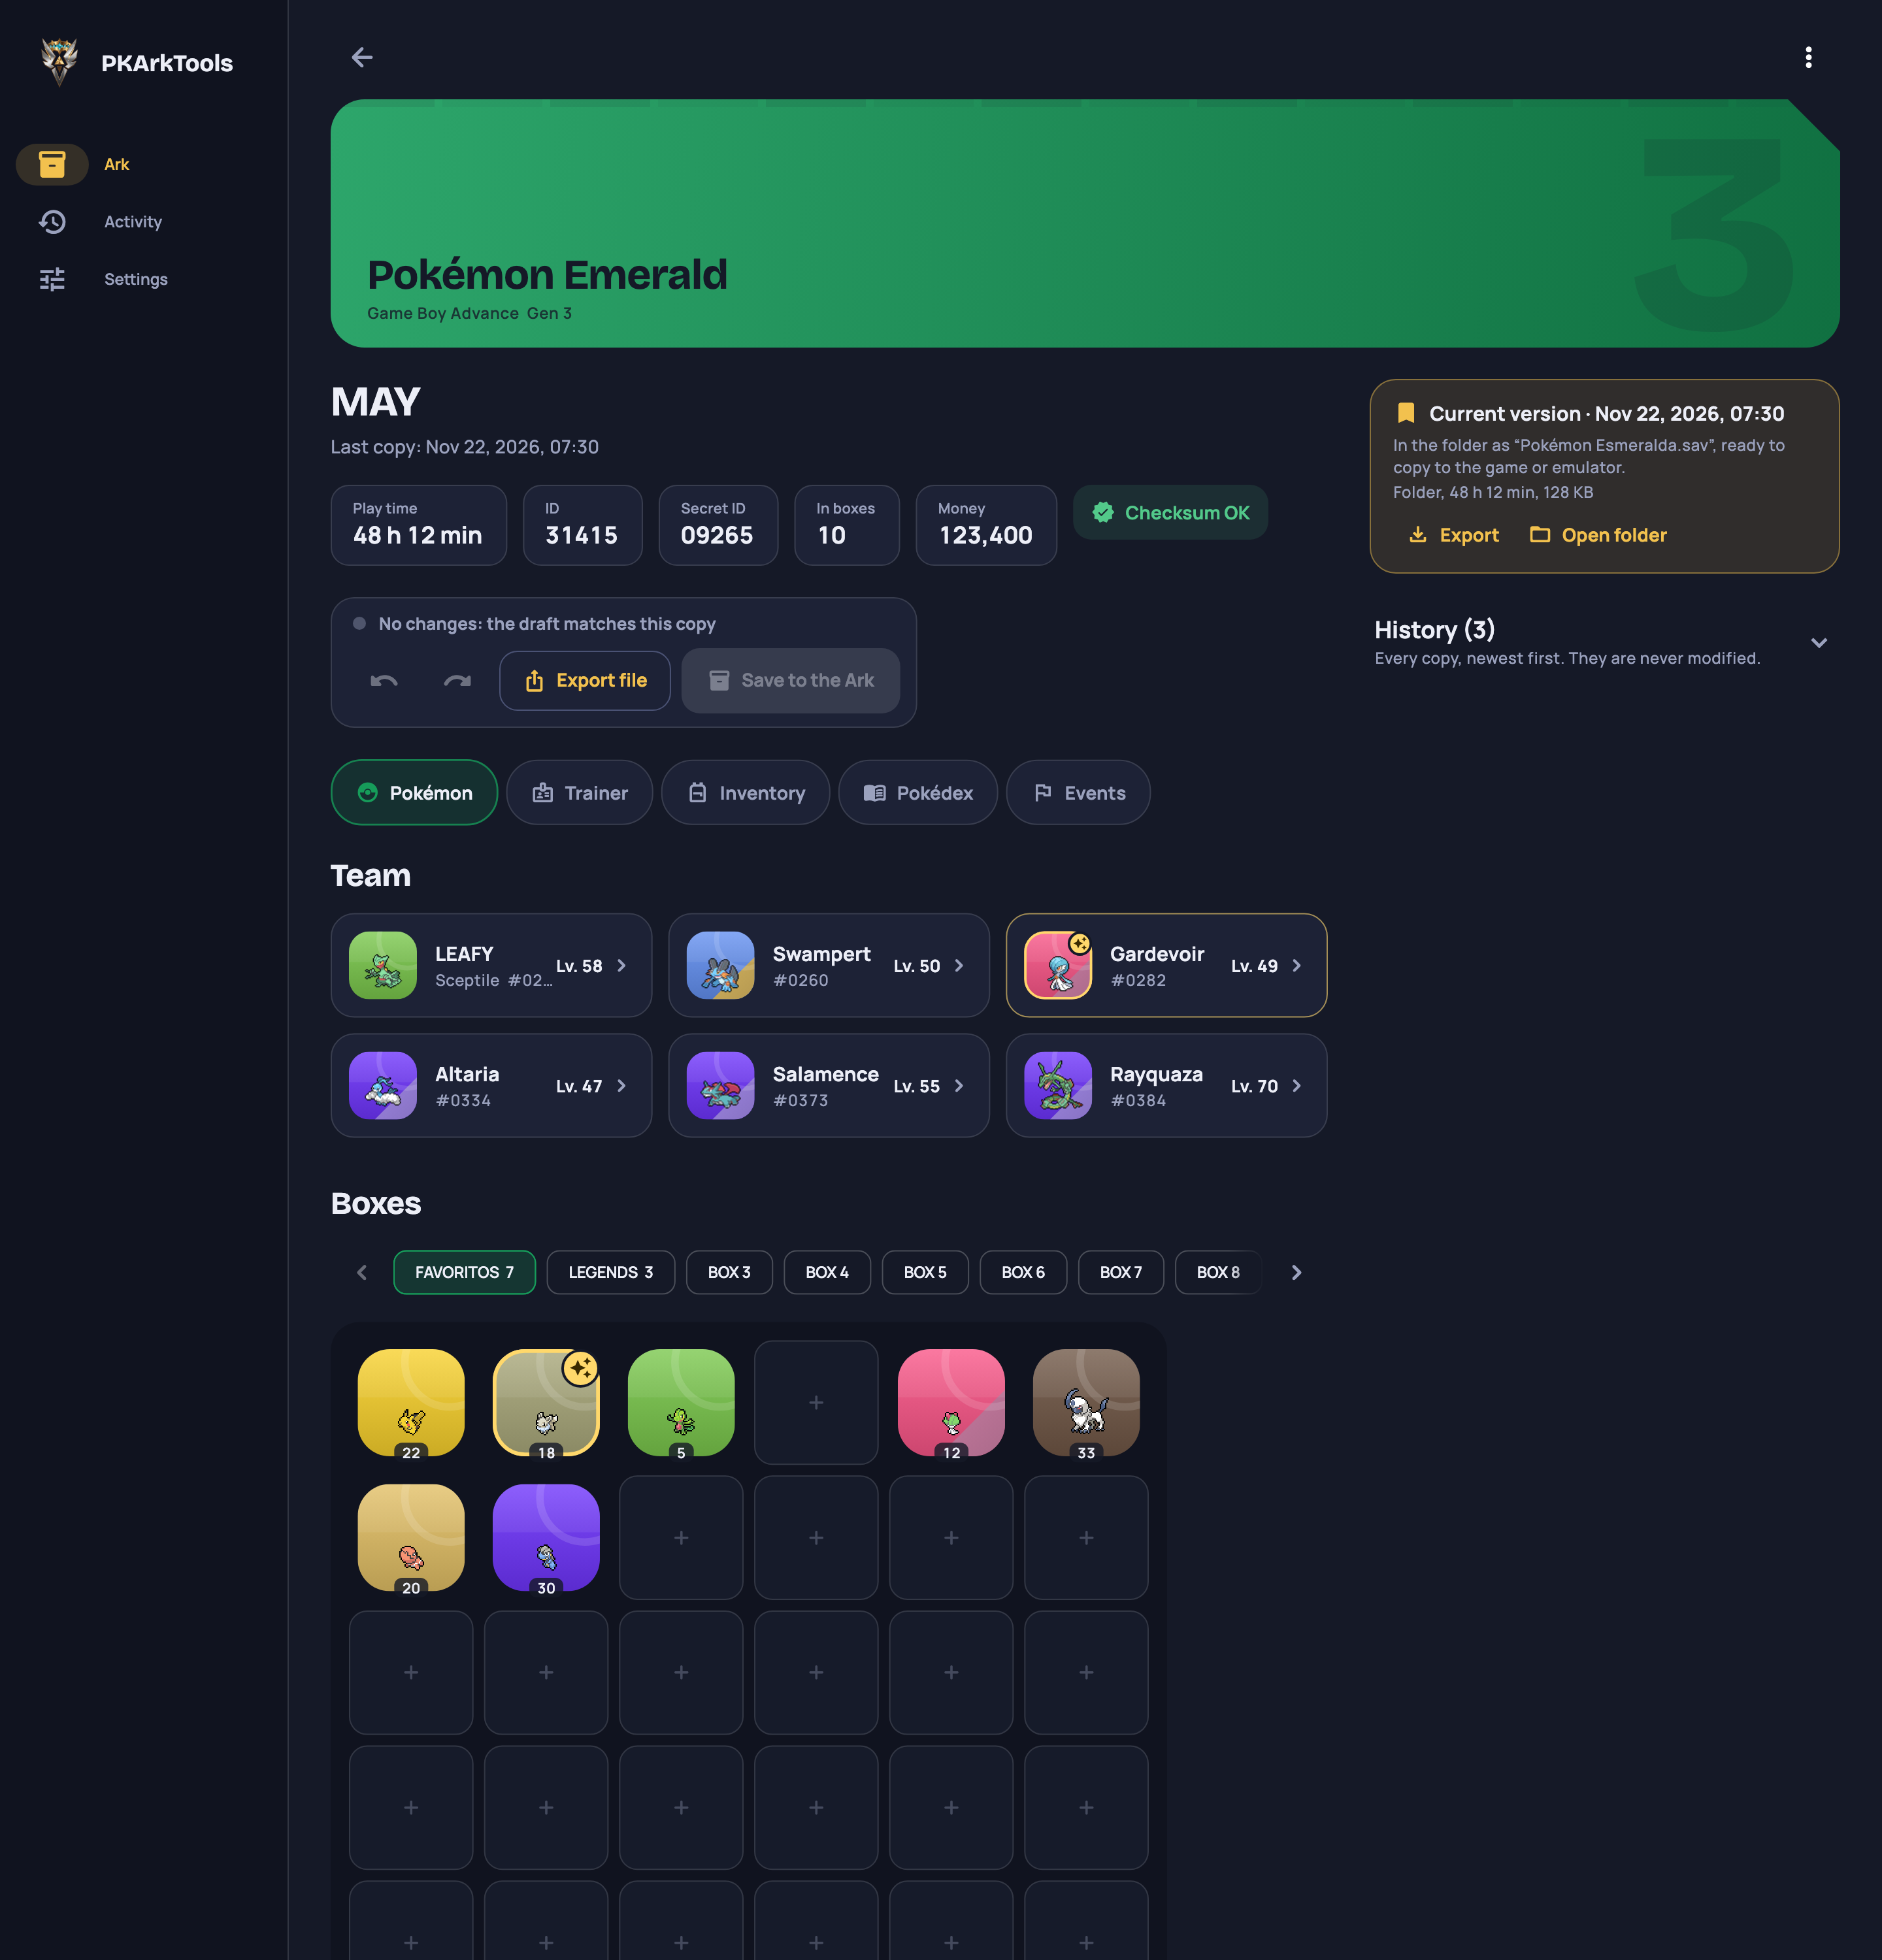 PKArkTools
Ark
Activity
Settings
3
Pokémon Emerald
Game Boy Advance Gen 3
MAY
Last copy: Nov 22, 2026, 07:30
Play time
48 h 12 min
ID
31415
Secret ID
09265
In boxes
10
Money
123,400
Checksum OK
Current version · Nov 22, 2026, 07:30
In the folder as “Pokémon Esmeralda.sav”, ready to
copy to the game or emulator.
Folder, 48 h 12 min, 128 KB
Export
Open folder
History (3)
Every copy, newest first. They are never modified.
No changes: the draft matches this copy
Export file
Save to the Ark
Pokémon
Trainer
Inventory
Pokédex
Events
Team
LEAFY
Sceptile #02...
Lv. 58
Swampert
#0260
Lv. 50
Gardevoir
#0282
Lv. 49
Altaria
#0334
Lv. 47
Salamence
#0373
Lv. 55
Rayquaza
#0384
Lv. 70
Boxes
FAVORITOS 7
LEGENDS 3
BOX 3
BOX 4
BOX 5
BOX 6
BOX 7
BOX 8
22
18
5
12
33
20
30